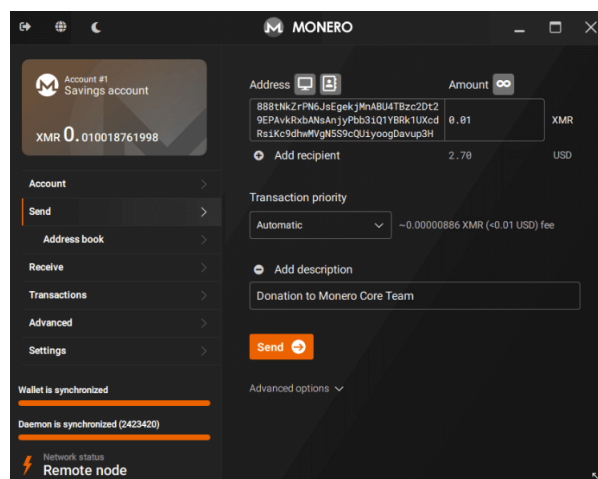 MONERO
Account #1
Savings account
XMR 0.010018761998
Account
Send
Address book
Receive
Transactions
Advanced
Settings
Wallet is synchronized
Daemon is synchronized (2423420)
Network status
Remote node
Address
Amount
888tNkZrPN6JsEgekjMnABU4TBzc2Dt2
9EPAvkRxbANsAnjyPbb3iQ1YBRk1UXcd
RsiKc9dhwMVgN5S9cQUiyoogDavup3H
0.01
XMR
Add recipient
2.70
USD
Transaction priority
Automatic
~0.00000886 XMR (<0.01 USD) fee
Add description
Donation to Monero Core Team
Send
Advanced options